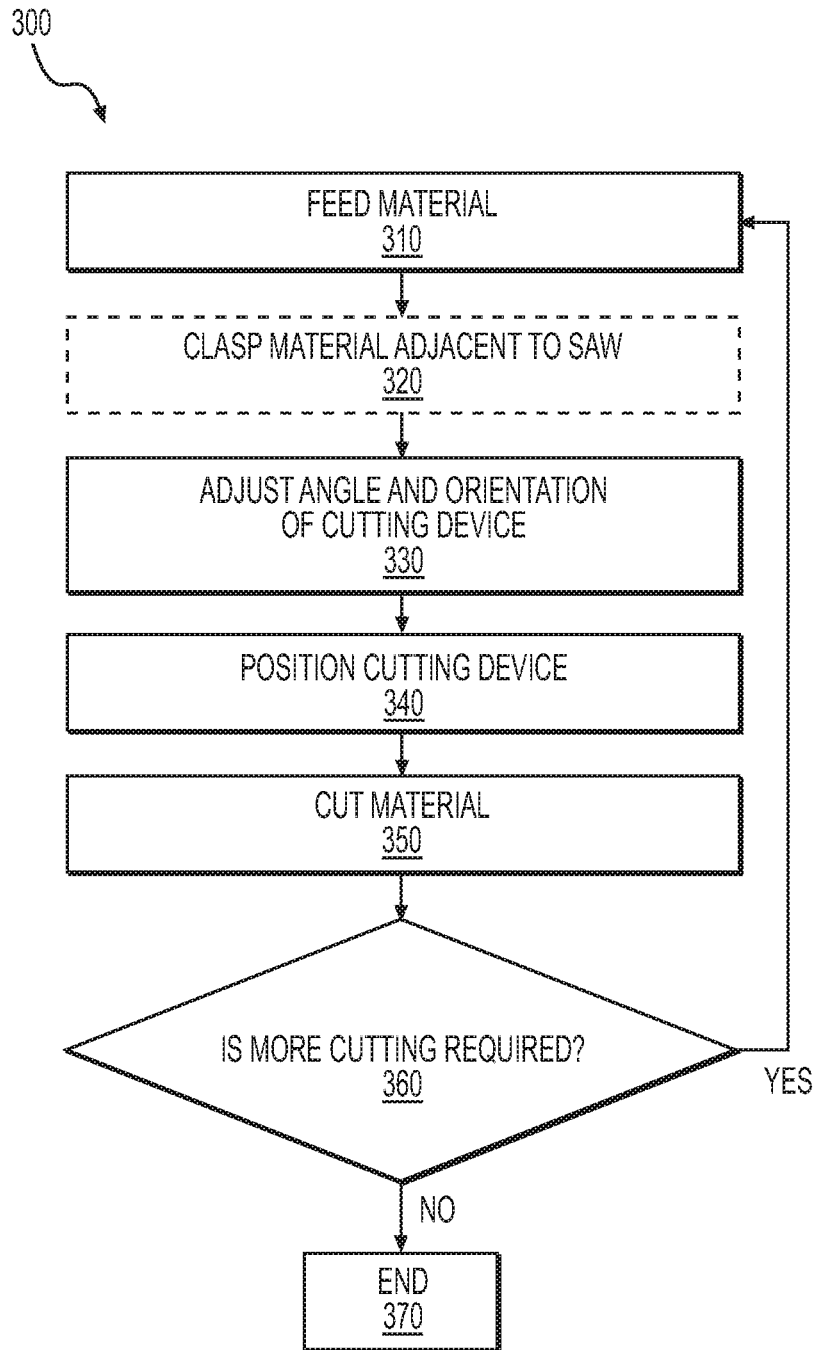 300
FEED MATERIAL
310
CLASP MATERIAL ADJACENT TO SAW
320
ADJUST ANGLE AND ORIENTATION
OF CUTTING DEVICE
330
POSITION CUTTING DEVICE
340
CUT MATERIAL
350
IS MORE CUTTING REQUIRED?
360
YES
NO
END
370